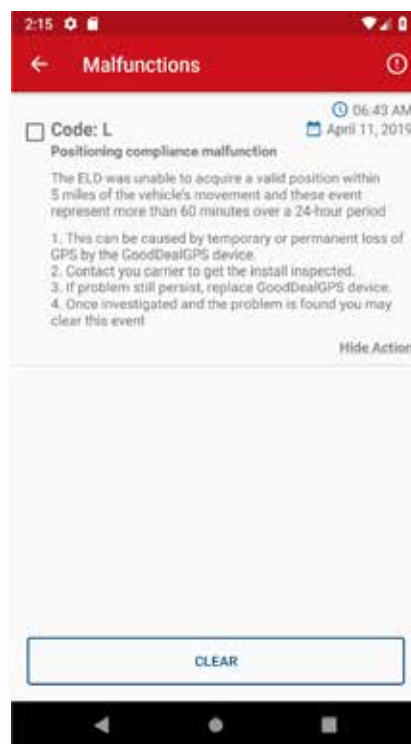 2:15
Malfunctions
06:43 AM
Code: L
April 11, 2019
Positioning compliance malfunction
The ELD was unable to acquire a valid position within
5 miles of the vehicle's movement and these event
represent more than 60 minutes over a 24-hour period
1. This can be caused by temporary or permanent loss of
GPS by the GoodDealGPS device.
2. Contact you carrier to get the install inspected.
3. If problem still persist, replace GoodDealGPS device.
4. Once investigated and the problem is found you may
clear this event
Hide Action
CLEAR